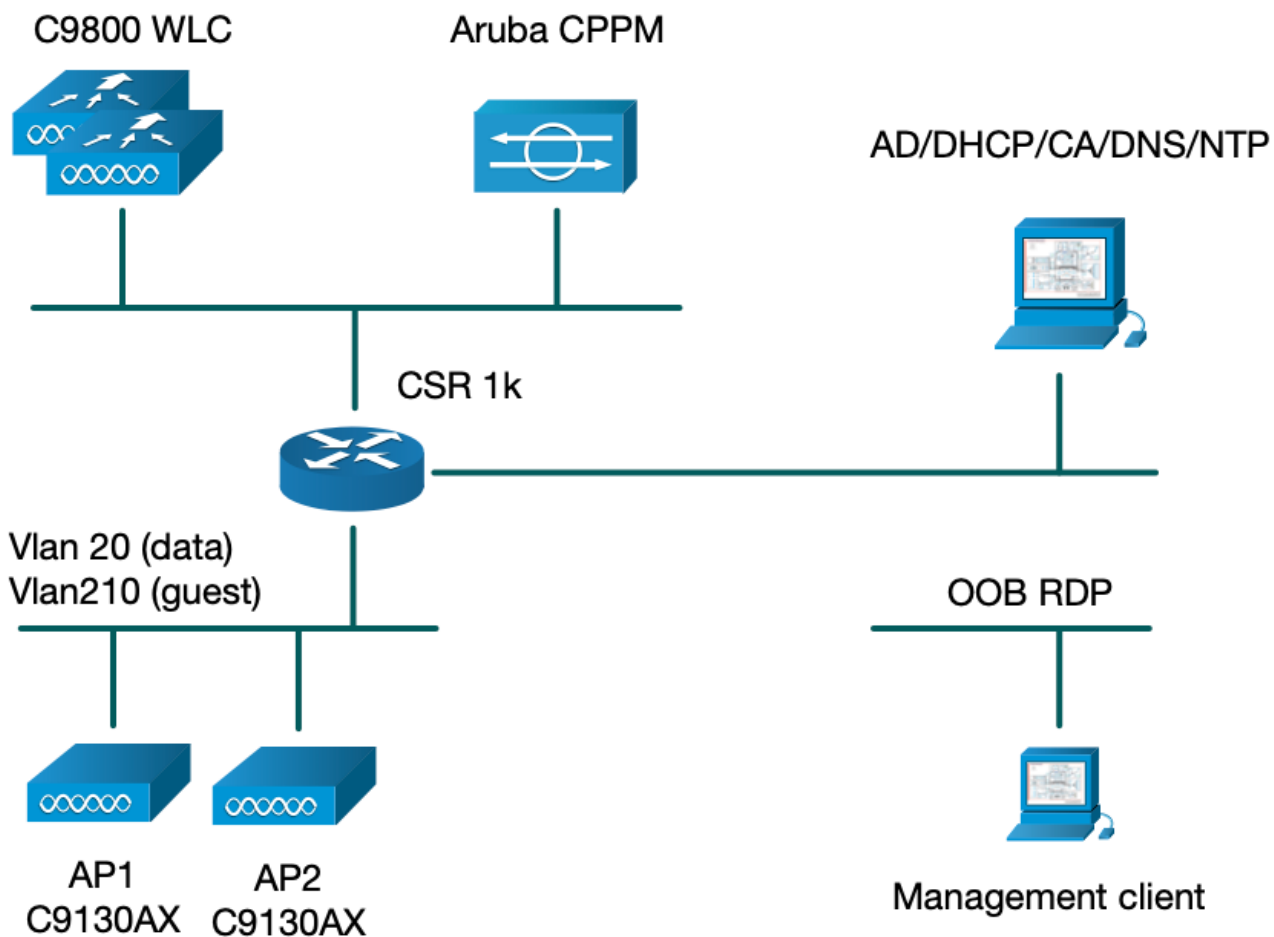 C9800 WLC
Aruba CPPM
AD/DHCP/CA/DNS/NTP
CSR 1k
Vlan 20 (data)
Vlan210 (guest)
OOB RDP
AP1
C9130AX
AP2
C9130AX
Management client